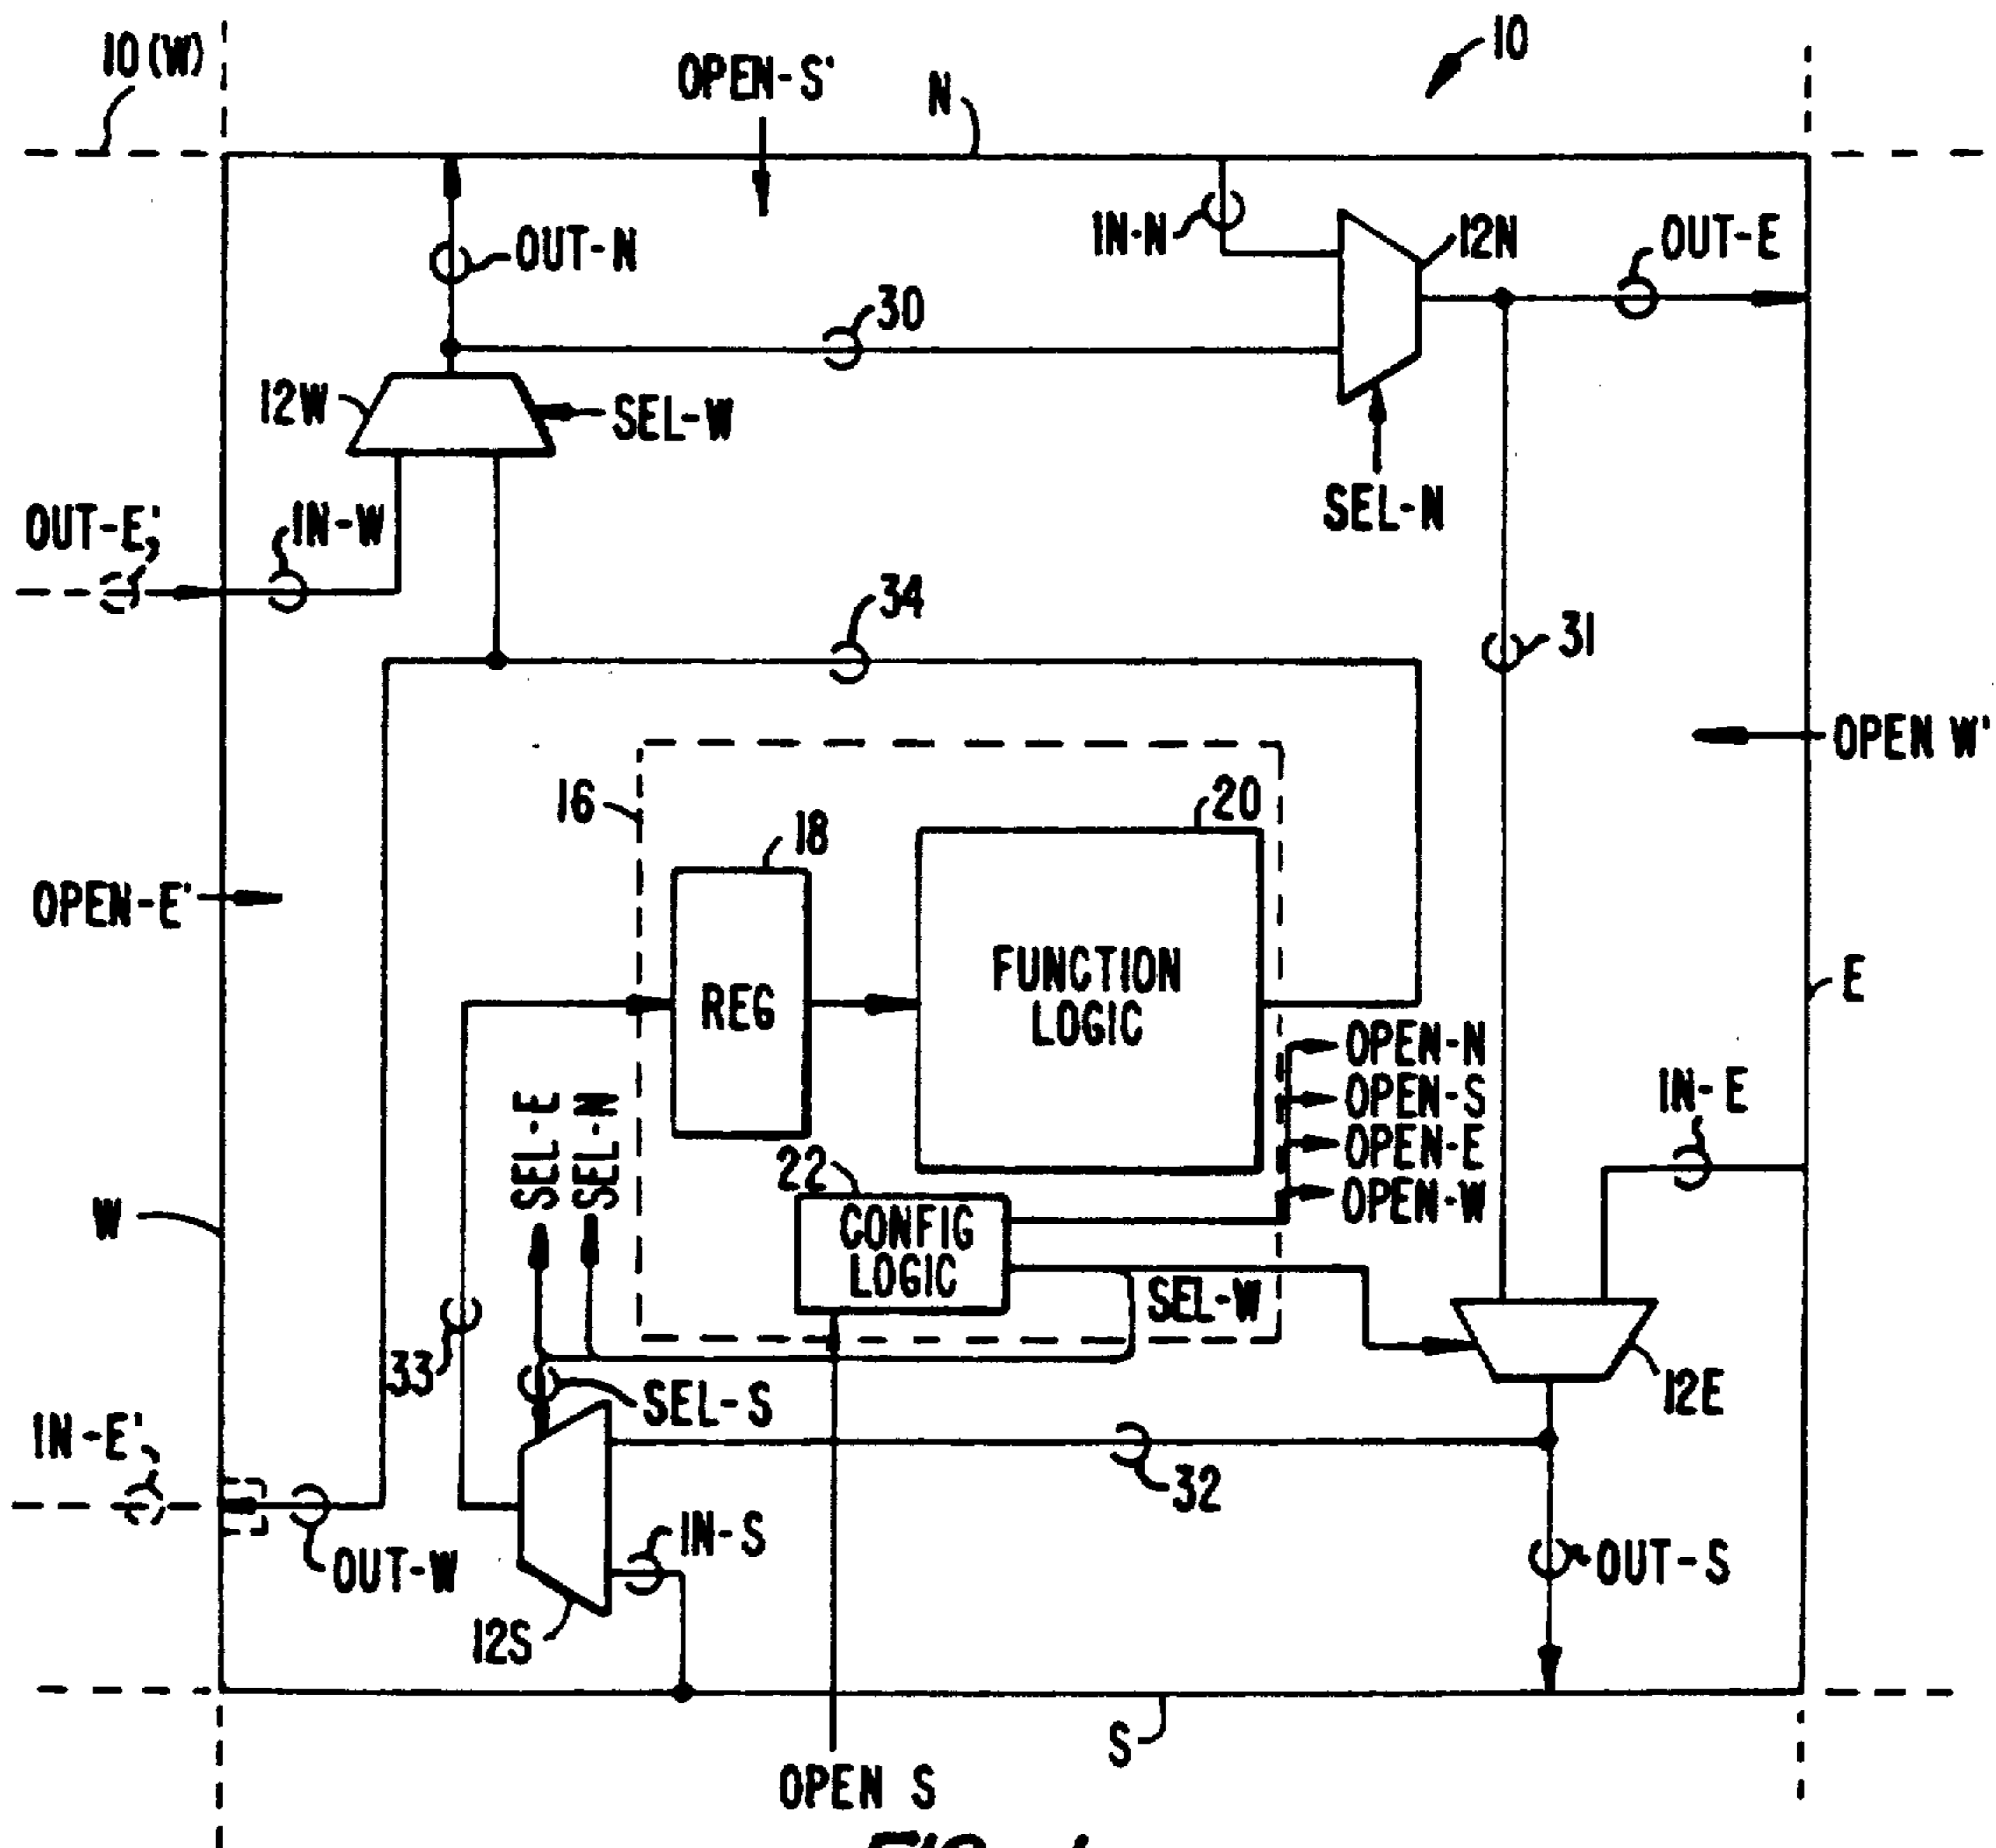 10 (W)
OPEN-S'
N
10
IN-N
12N
OUT-E
OUT-N
30
12W
SEL-W
SEL-N
OUT-E'
IN-W
34
31
OPEN W'
16
18
20
OPEN-E'
REG
FUNCTION
LOGIC
E
OPEN-N
OPEN-S
OPEN-E
OPEN-W
IN-E
SEL-E
SEL-N
22
CONFIG
LOGIC
W
SEL-W
33
SEL-S
12E
IN-E'
32
OUT-W
IN-S
OUT-S
12S
S
OPEN S